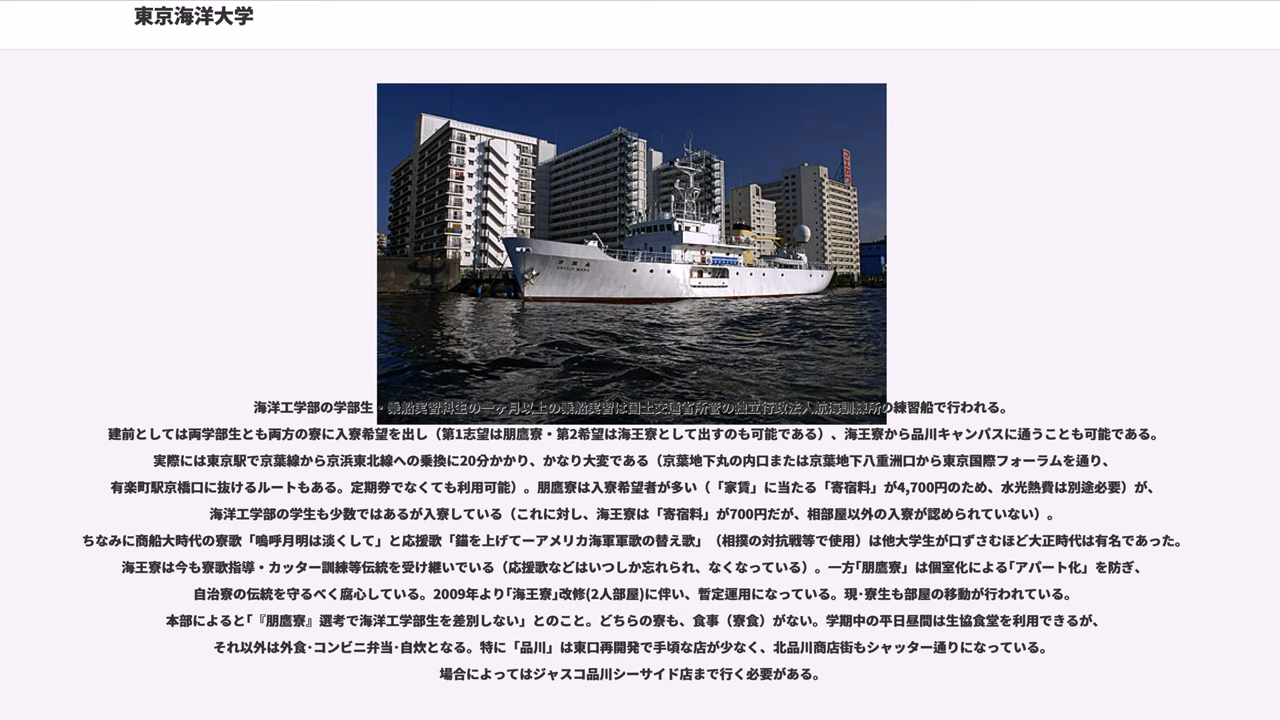 東京海洋大学
海洋工学部の学部生・乗船実習科生の一ヶ月以上の乗船実習は国土交通省所管の独立行政法人航海訓練所の練習船で行われる。
建前としては両学部生とも両方の寮に入寮希望を出し（第1志望は朋鷹寮・第2希望は海王寮として出すのも可能である）、海王寮から品川キャンパスに通うことも可能である。
実際には東京駅で京葉線から京浜東北線への乗換に20分かかり、かなり大変である（京葉地下丸の内口または京葉地下八重洲口から東京国際フォーラムを通り、
有楽町駅京橋口に抜けるルートもある。定期券でなくても利用可能）。朋鷹寮は入寮希望者が多い（「家賃」に当たる「寄宿料」が4,700円のため、水光熱費は別途必要）が、
海洋工学部の学生も少数ではあるが入寮している（これに対し、海王寮は「寄宿料」が700円だが、相部屋以外の入寮が認められていない）。
ちなみに商船大時代の寮歌「嗚呼月明は淡くして」と応援歌「錨を上げてーアメリカ海軍軍歌の替え歌」（相撲の対抗戦等で使用）は他大学生が口ずさむほど大正時代は有名であった。
海王寮は今も寮歌指導・カッター訓練等伝統を受け継いでいる（応援歌などはいつしか忘れられ、なくなっている）。一方｢朋鷹寮」は個室化による｢アパート化」を防ぎ、
自治寮の伝統を守るべく腐心している。2009年より｢海王寮｣改修(2人部屋)に伴い、暫定運用になっている。現･寮生も部屋の移動が行われている。
本部によると｢『朋鷹寮』選考で海洋工学部生を差別しない」とのこと。どちらの寮も、食事（寮食）がない。学期中の平日昼間は生協食堂を利用できるが、
それ以外は外食･コンビニ弁当･自炊となる。特に「品川」は東口再開発で手頃な店が少なく、北品川商店街もシャッター通りになっている。
場合によってはジャスコ品川シーサイド店まで行く必要がある。